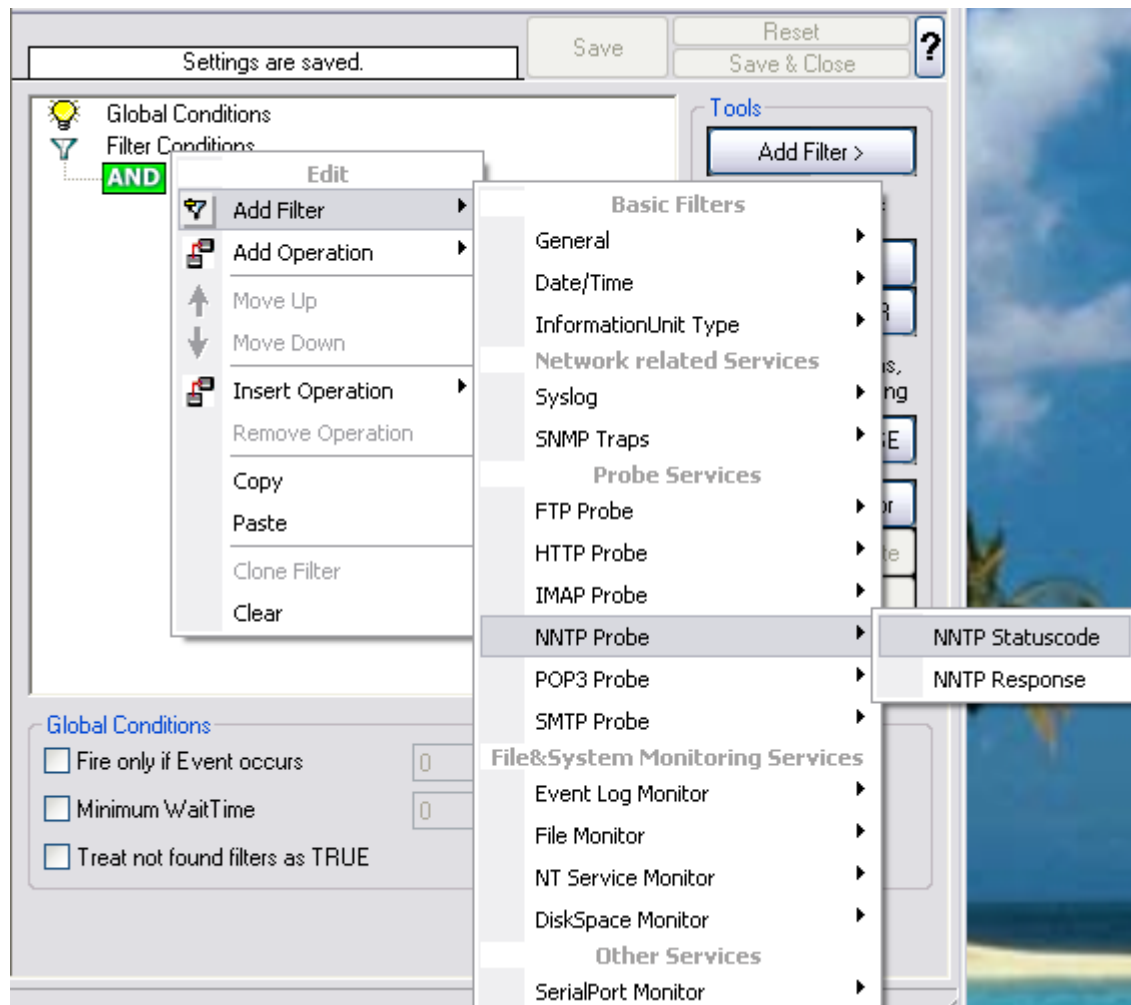 Settings are saved.
Save
Reset
Save & Close
?
Global Conditions
Filter Conditions
AND
Tools
Add Filter >
Edit
Add Filter
Add Operation
Move Up
Move Down
Insert Operation
Remove Operation
Copy
Paste
Clone Filter
Clear
Basic Filters
General
Date/Time
InformationUnit Type
Network related Services
Syslog
SNMP Traps
Probe Services
FTP Probe
HTTP Probe
IMAP Probe
NNTP Probe
POP3 Probe
SMTP Probe
File&System Monitoring Services
Event Log Monitor
File Monitor
NT Service Monitor
DiskSpace Monitor
Other Services
SerialPort Monitor
NNTP Statuscode
NNTP Response
Global Conditions
Fire only if Event occurs
0
Minimum WaitTime
0
Treat not found filters as TRUE